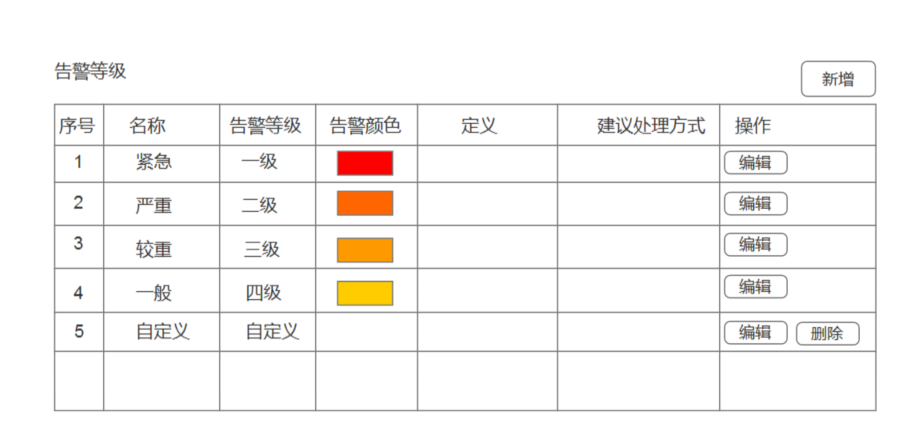 告警等级
新增
序号 名称 告警等级 告警颜色 定义 建议处理方式 操作
1 紧急 一级 编辑
2 严重 二级 编辑
3 较重 三级 编辑
4 一般 四级 编辑
5 自定义 自定义 编辑 删除